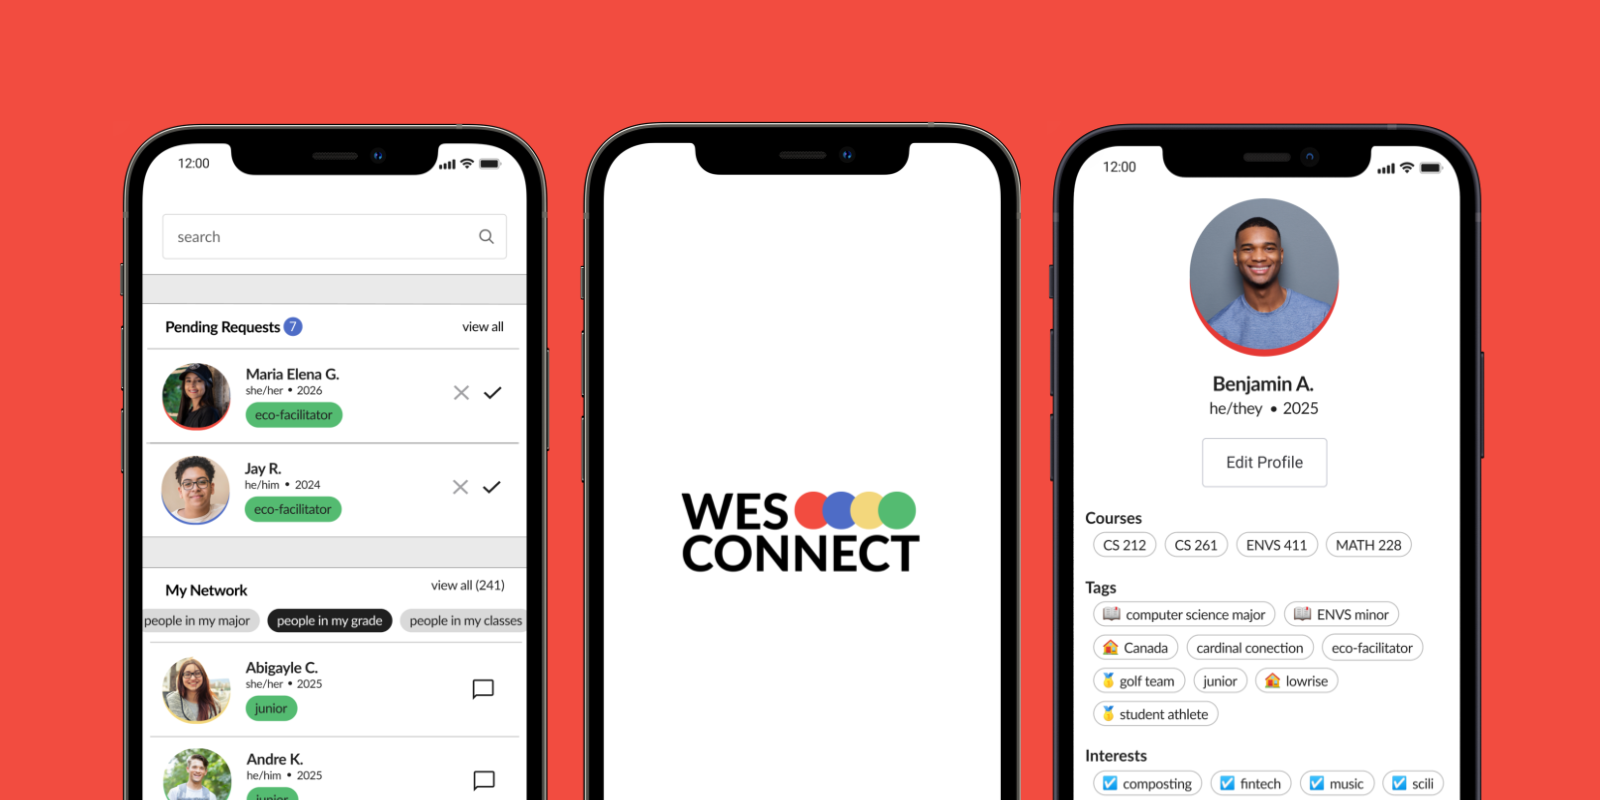 12:00
search
Pending Requests 7 view all
Maria Elena G.
she/her • 2026
eco-facilitator
Jay R.
he/him • 2024
eco-facilitator
My Network view all (241)
people in my major people in my grade people in my classes
Abigayle C.
she/her • 2025
junior
Andre K.
he/him • 2025
junior
WES
CONNECT
12:00
Benjamin A.
he/they • 2025
Edit Profile
Courses
CS 212 CS 261 ENVS 411 MATH 228
Tags
computer science major ENVS minor
Canada cardinal conection eco-facilitator
golf team junior lowrise
student athlete
Interests
composting fintech music scili